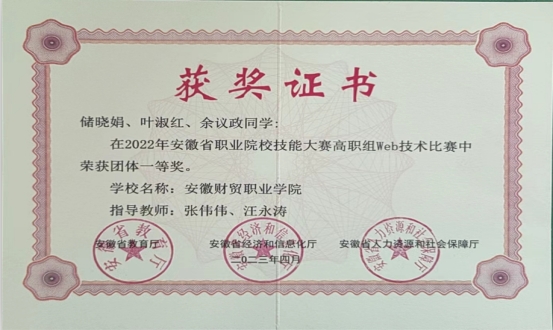 获奖证书
储晓娟、叶淑红、余议政同学:
在2022年安徽省职业院校技能大赛高职组Web技术比赛中
荣获团体一等奖。
学校名称: 安徽财贸职业学院
指导教师: 张伟伟、汪永涛
安徽省教育厅 安徽省经济和信息化厅 安徽省人力资源和社会保障厅
二〇二三年四月